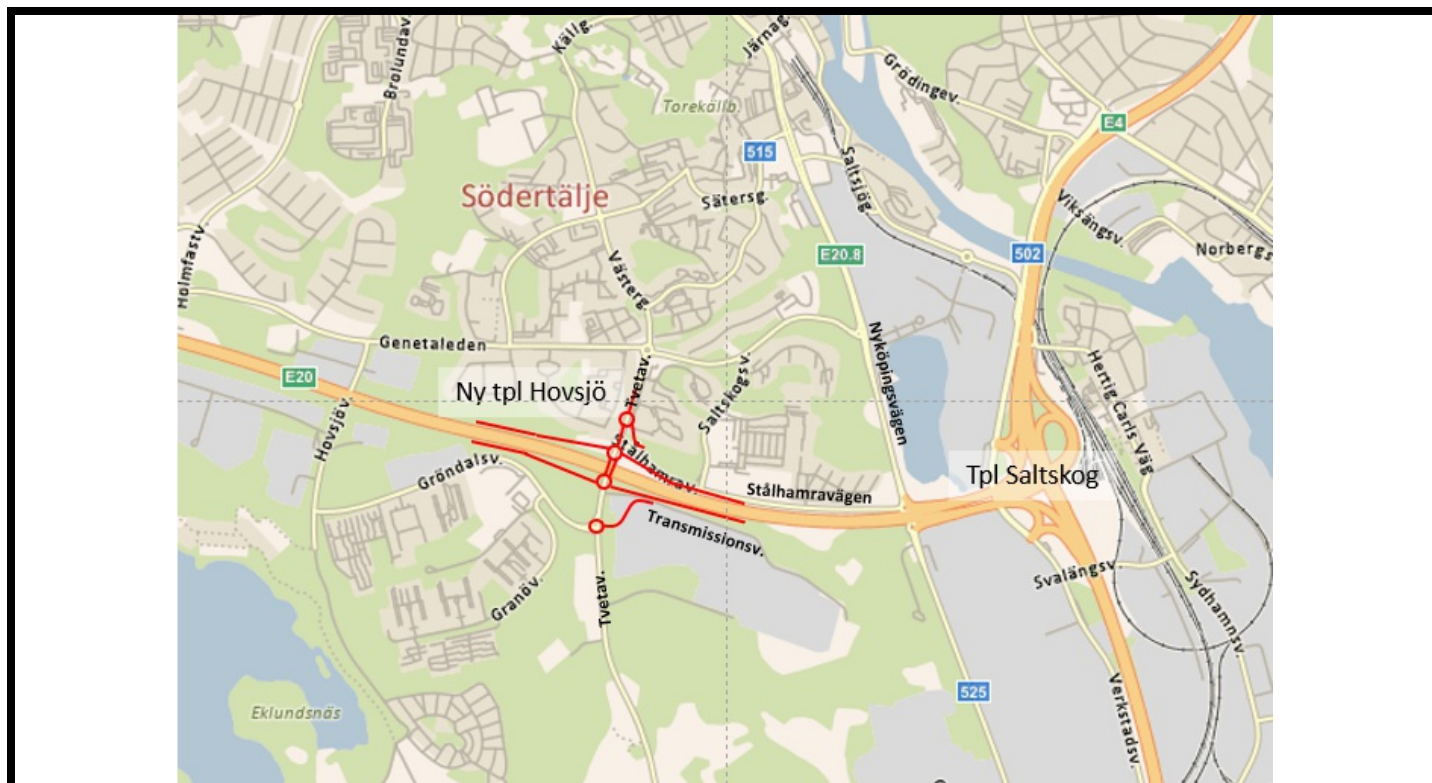 Källg.
Järnag.
Brolundav.
Grödingev.
Torekällb.
E4
515
Saltsjög.
Södertälje
Sätersg.
Viksängsv.
Norbergs
Holmfastv.
Västerg.
E20.8
502
Genetaleden
Nyköpingsvägen
E20
Ny tpl Hovsjö
Tvetav.
Saltskogsv.
Hertig Carls Väg
Hovsjöv.
Gröndalsv.
Stålhamrav.
Stålhamravägen
Tpl Saltskog
Transmissionsv.
Granöv.
Tvetav.
Svalängsv.
Sydhamnsv.
Eklundsnäs
525
Verkstadsv.